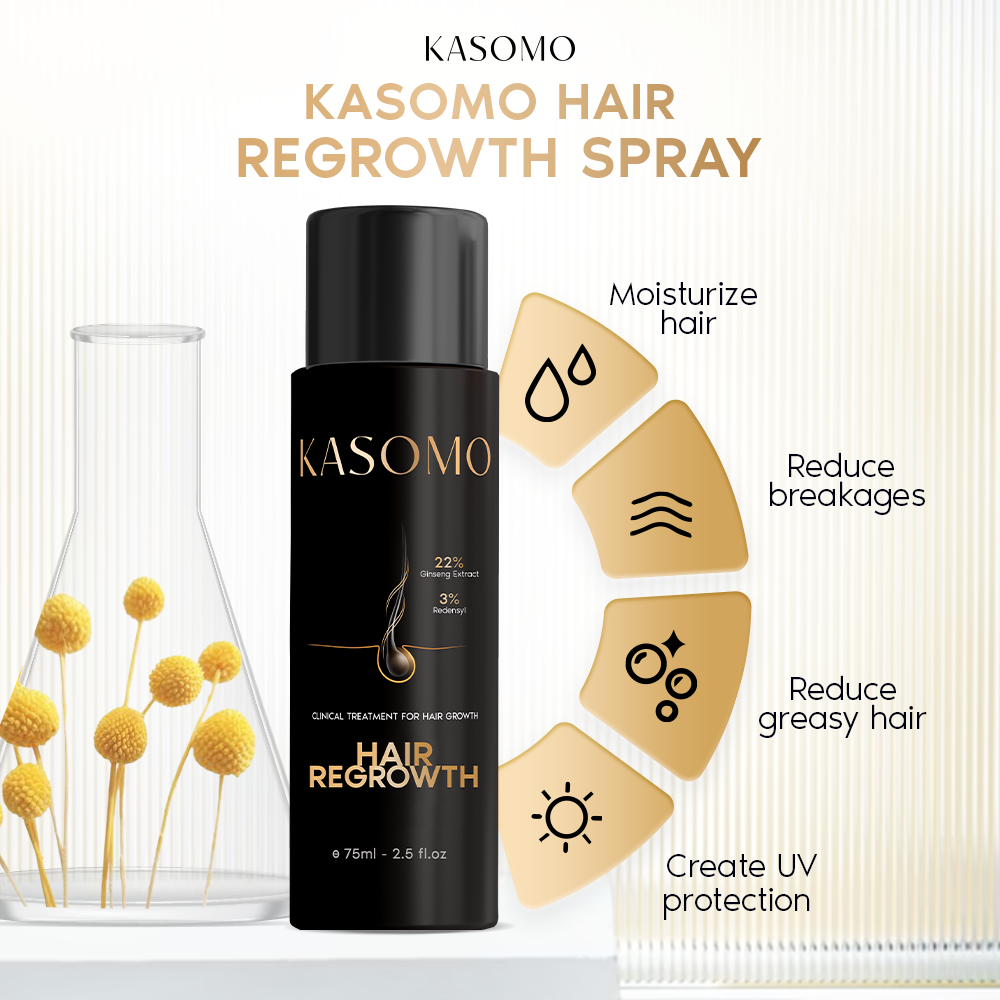 KASOMO
KASOMO HAIR
REGROWTH SPRAY
Moisturize
hair
Reduce
breakages
Reduce
greasy hair
Create UV
protection
KASOMO
22%
Ginseng Extract
3%
Redensyl
CLINICAL TREATMENT FOR HAIR GROWTH
HAIR
REGROWTH
e 75ml - 2.5 fl.oz